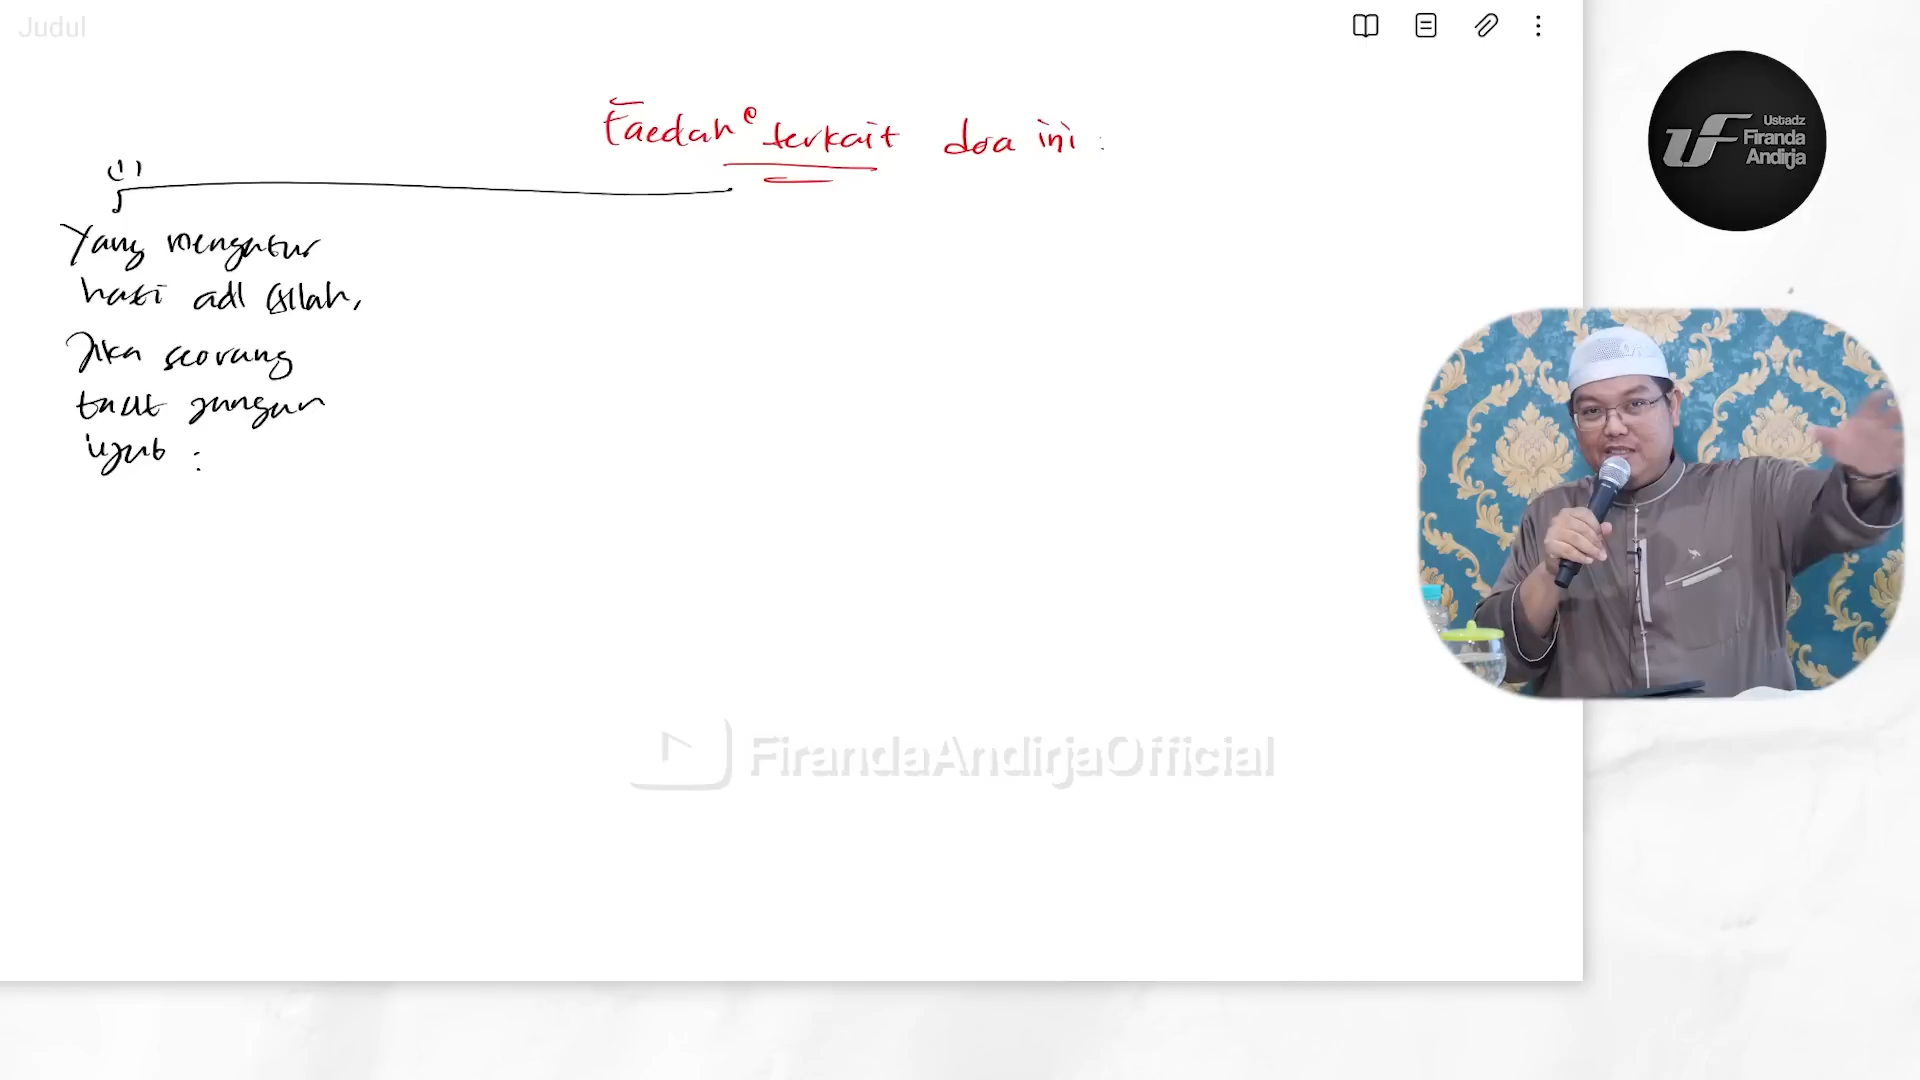 Judul
Faedah² terkait doa ini :
(1)
Yang mengatur
hati adl Allah,
Jika seorang
taat jangan
ujub :
Ustadz
UF Firanda
Andirja
FirandaAndirjaOfficial